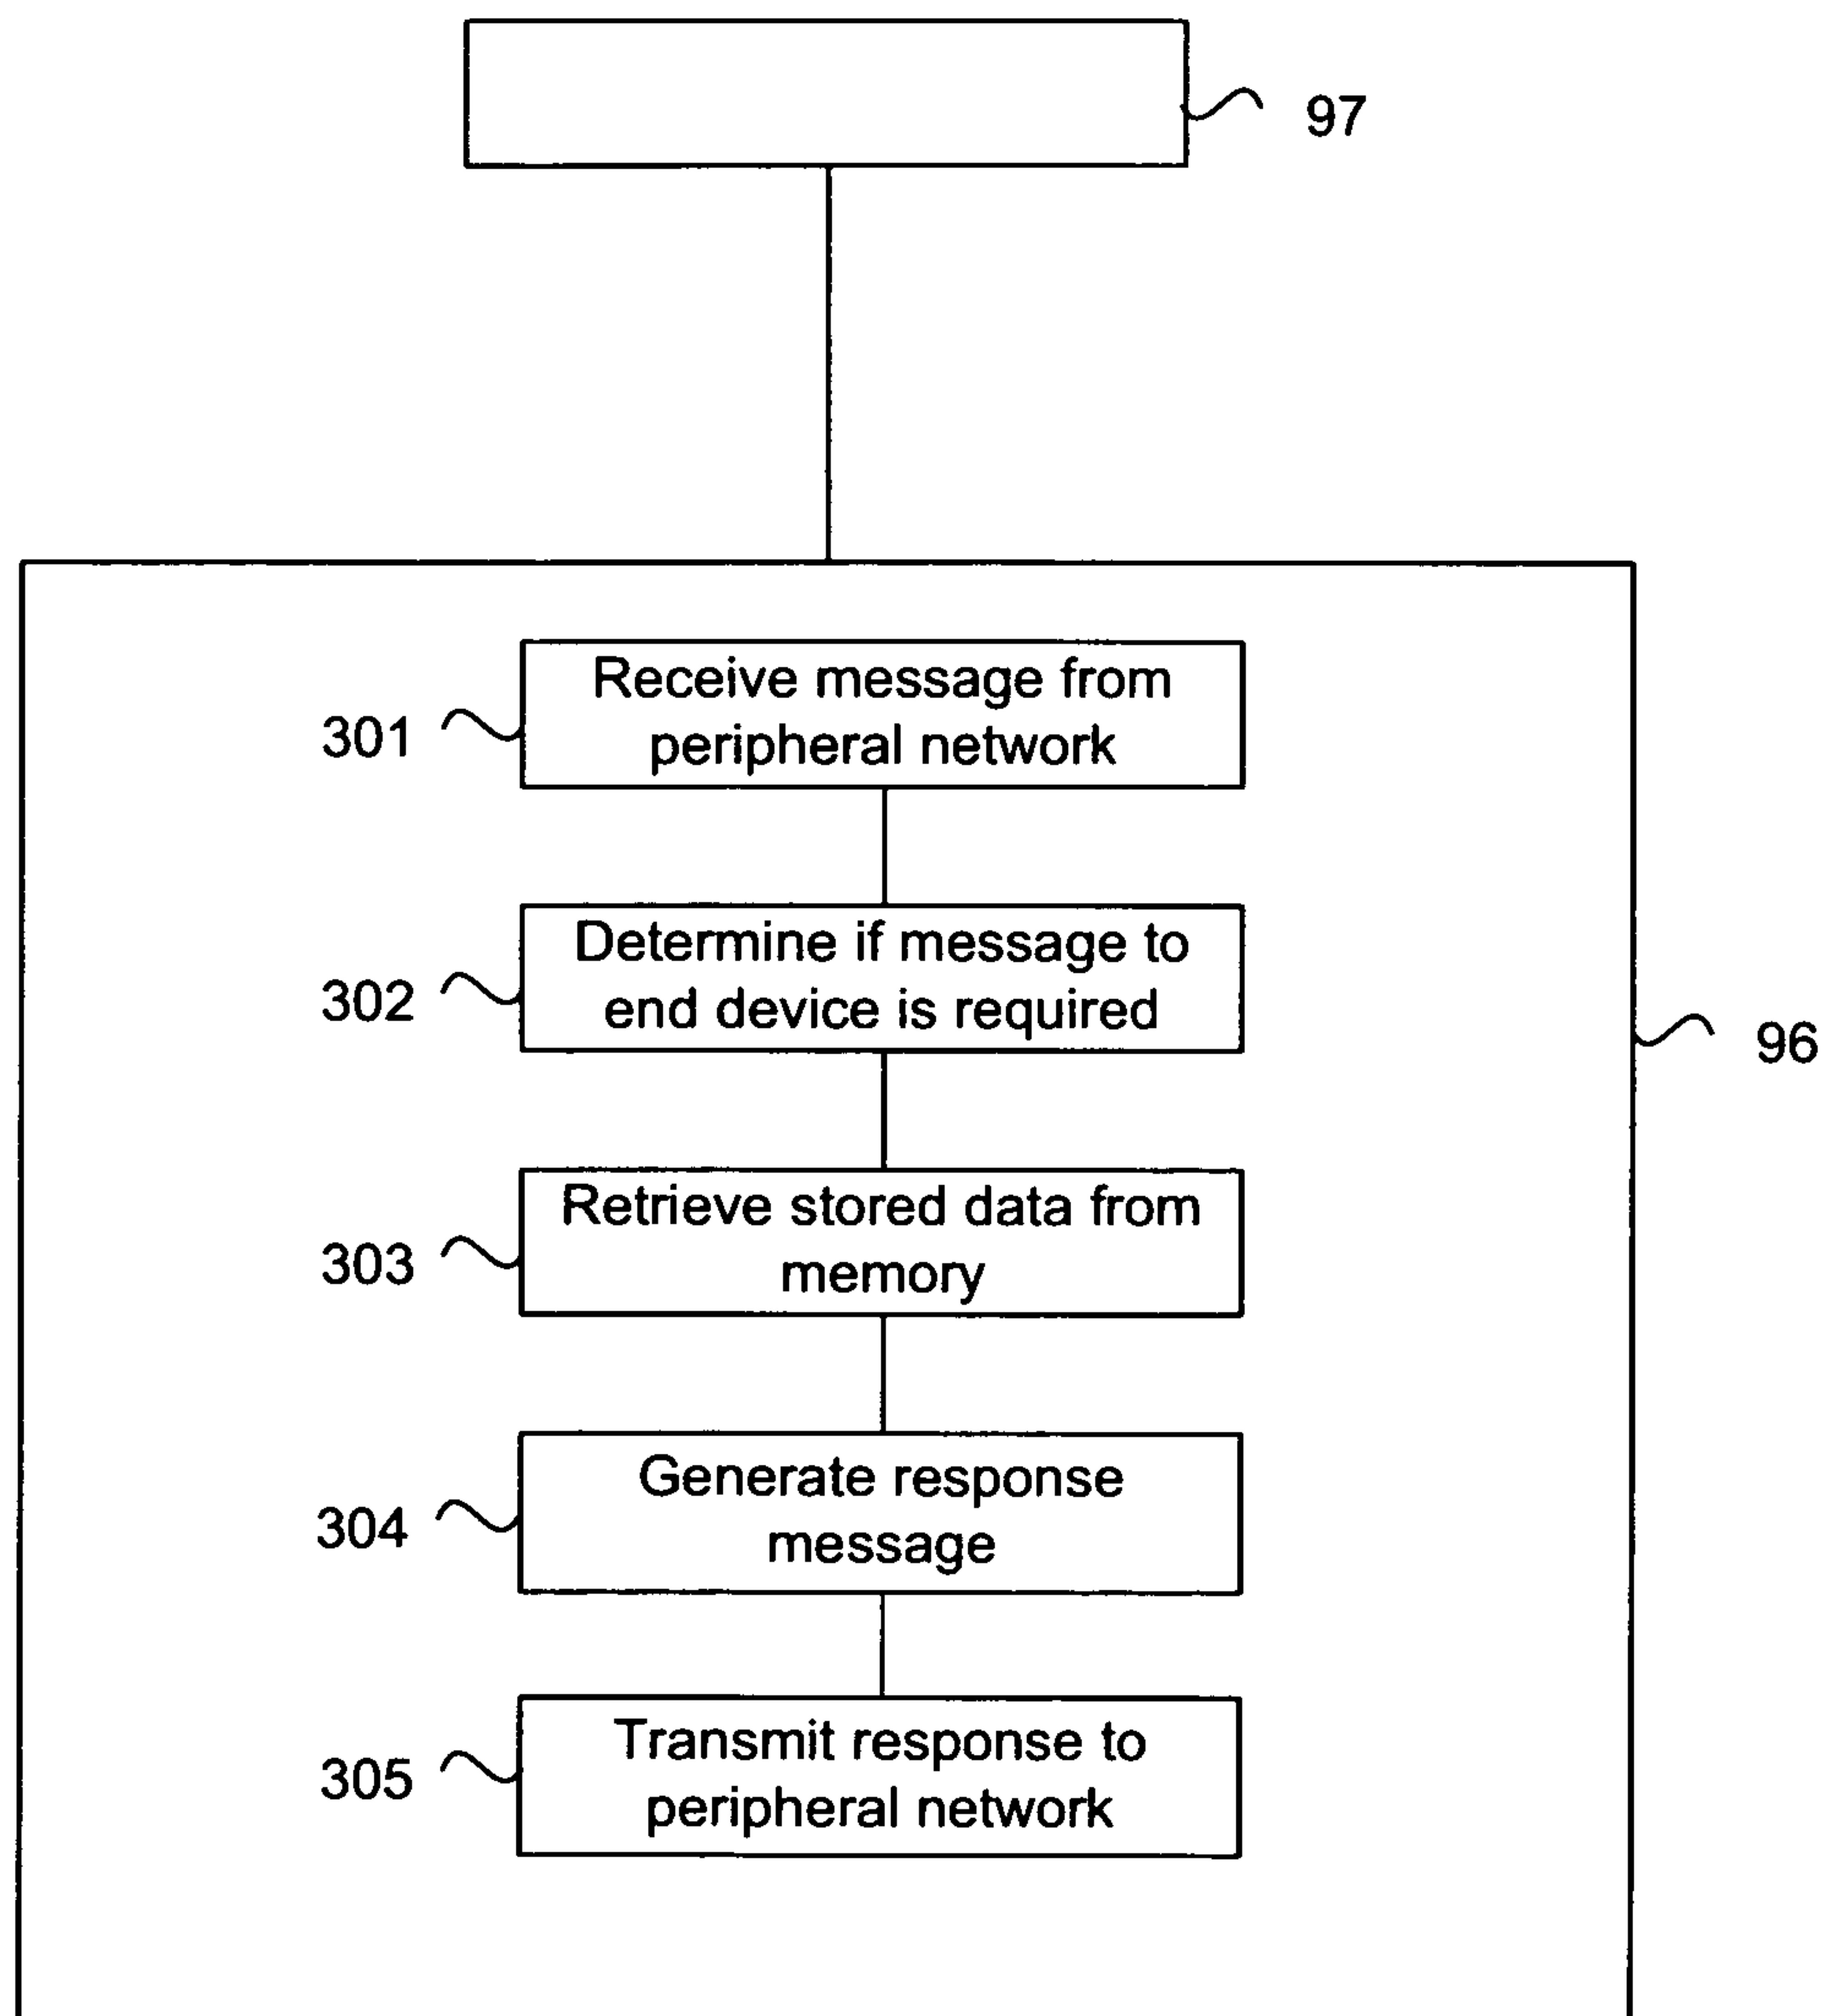 97
Receive message from
peripheral network
301
Determine if message to
end device is required
302
96
Retrieve stored data from
memory
303
Generate response
message
304
Transmit response to
peripheral network
305